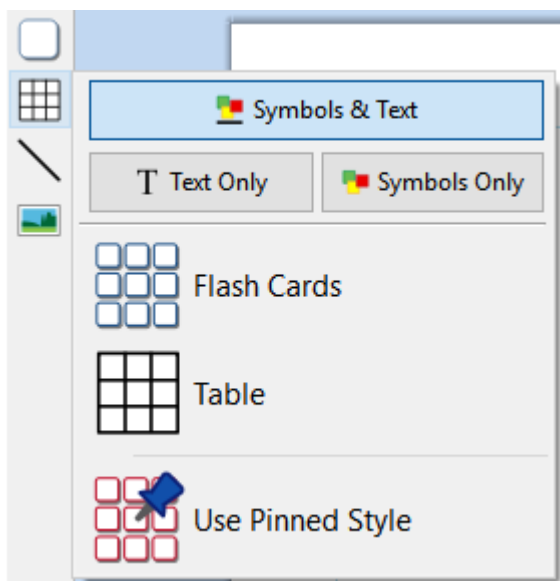 Symbols & Text
T Text Only
Symbols Only
Flash Cards
Table
Use Pinned Style